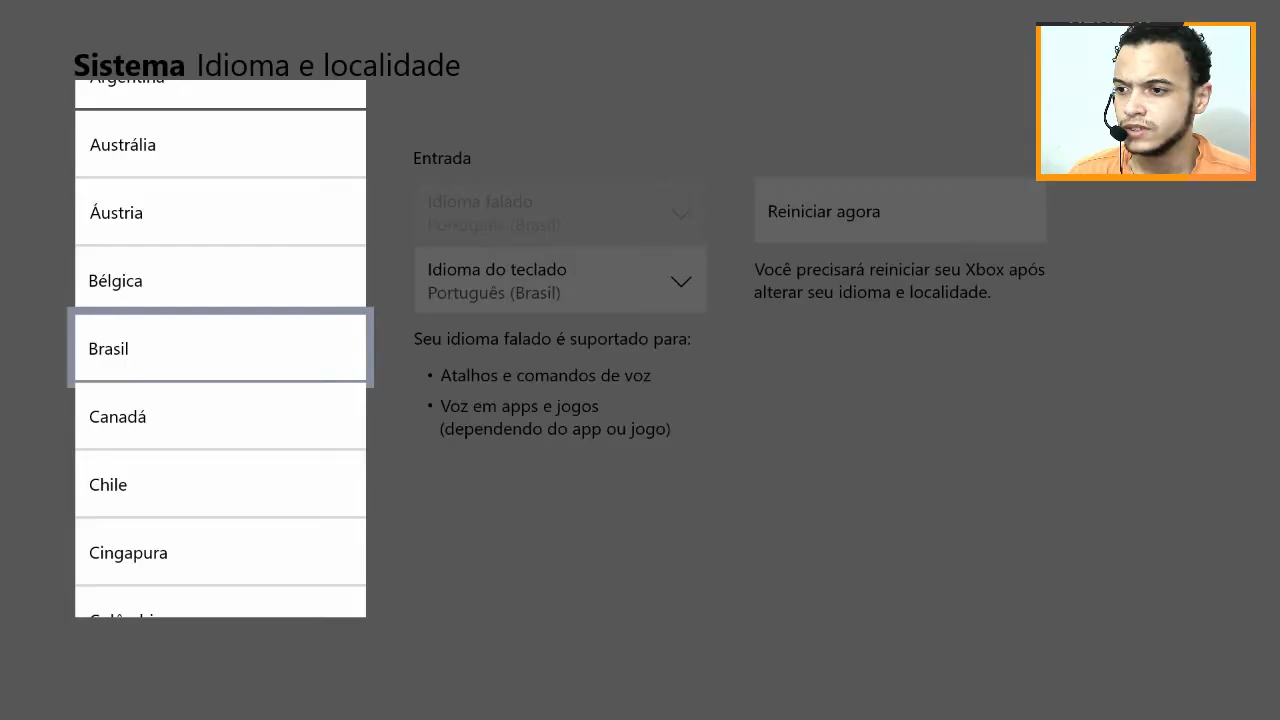 Sistema Idioma e localidade
Argentina
Austrália
Áustria
Bélgica
Brasil
Canadá
Chile
Cingapura
Entrada
Idioma falado
Português (Brasil)
Idioma do teclado
Português (Brasil)
Seu idioma falado é suportado para:
• Atalhos e comandos de voz
• Voz em apps e jogos
(dependendo do app ou jogo)
Reiniciar agora
Você precisará reiniciar seu Xbox após
alterar seu idioma e localidade.